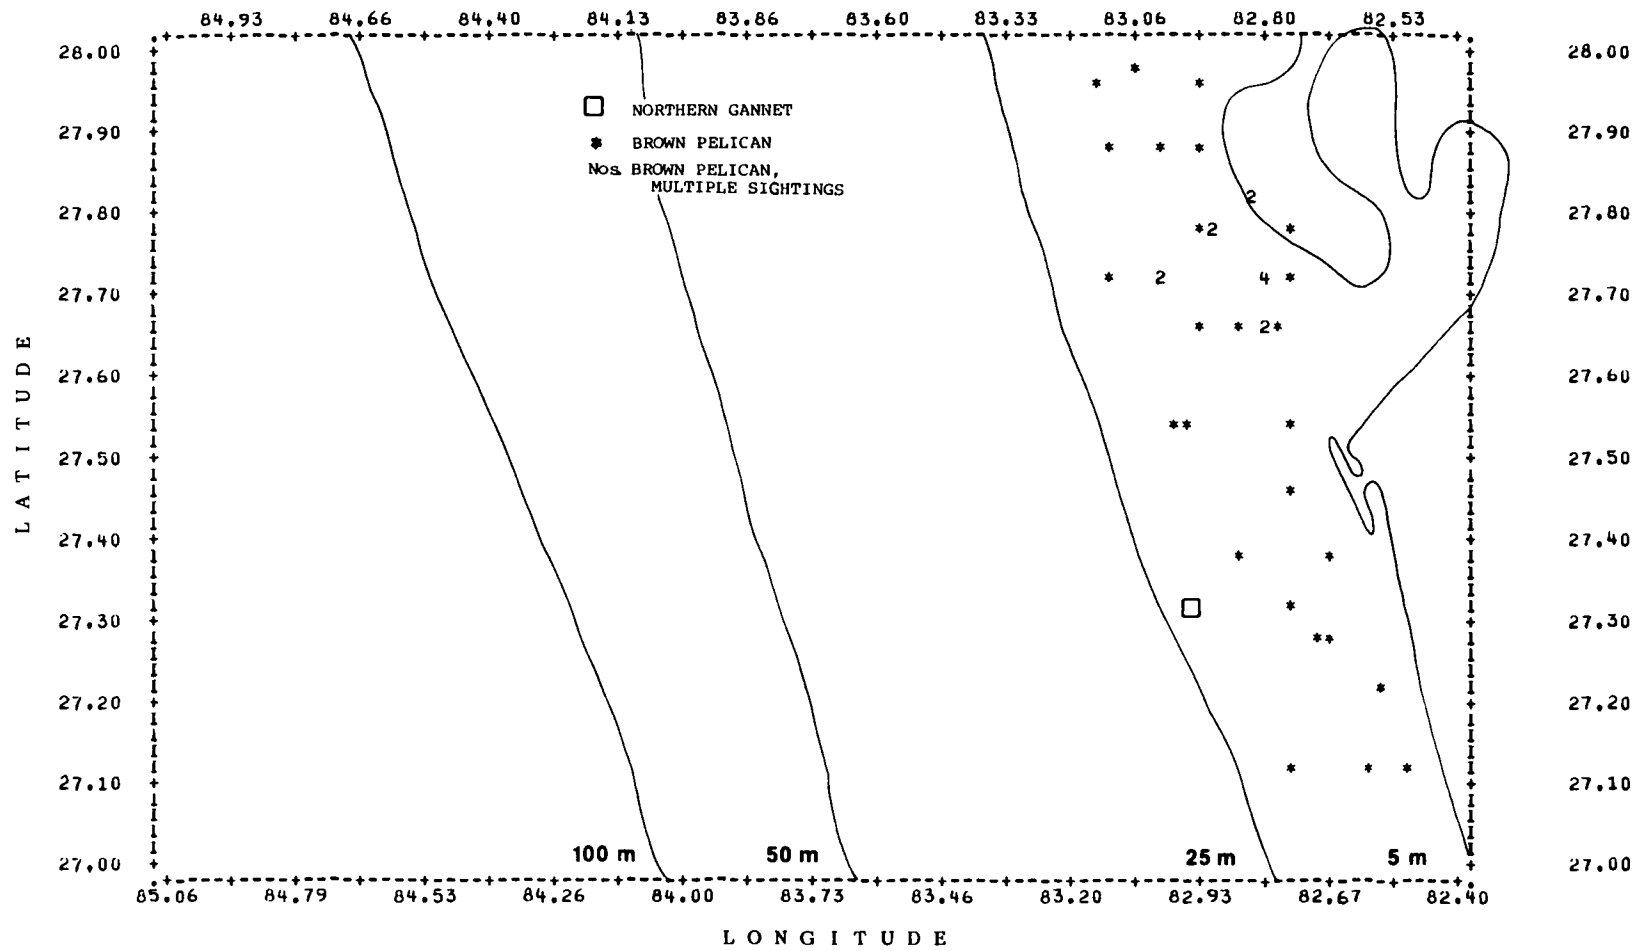 84.93 84.66 84.40 84.13 83.86 83.60 83.33 83.06 82.80 82.53
28.00 28.00
□ NORTHERN GANNET
27.90 27.90
* BROWN PELICAN
Nos. BROWN PELICAN,
MULTIPLE SIGHTINGS
2
27.80 27.80
*2
2 4
27.70 27.70
2
27.60 27.60
LATITUDE
27.50 27.50
27.40 27.40
27.30 27.30
27.20 27.20
27.10 27.10
100 m 50 m 25 m 5 m
27.00 27.00
85.06 84.79 84.53 84.26 84.00 83.73 83.46 83.20 82.93 82.67 82.40
LONGITUDE